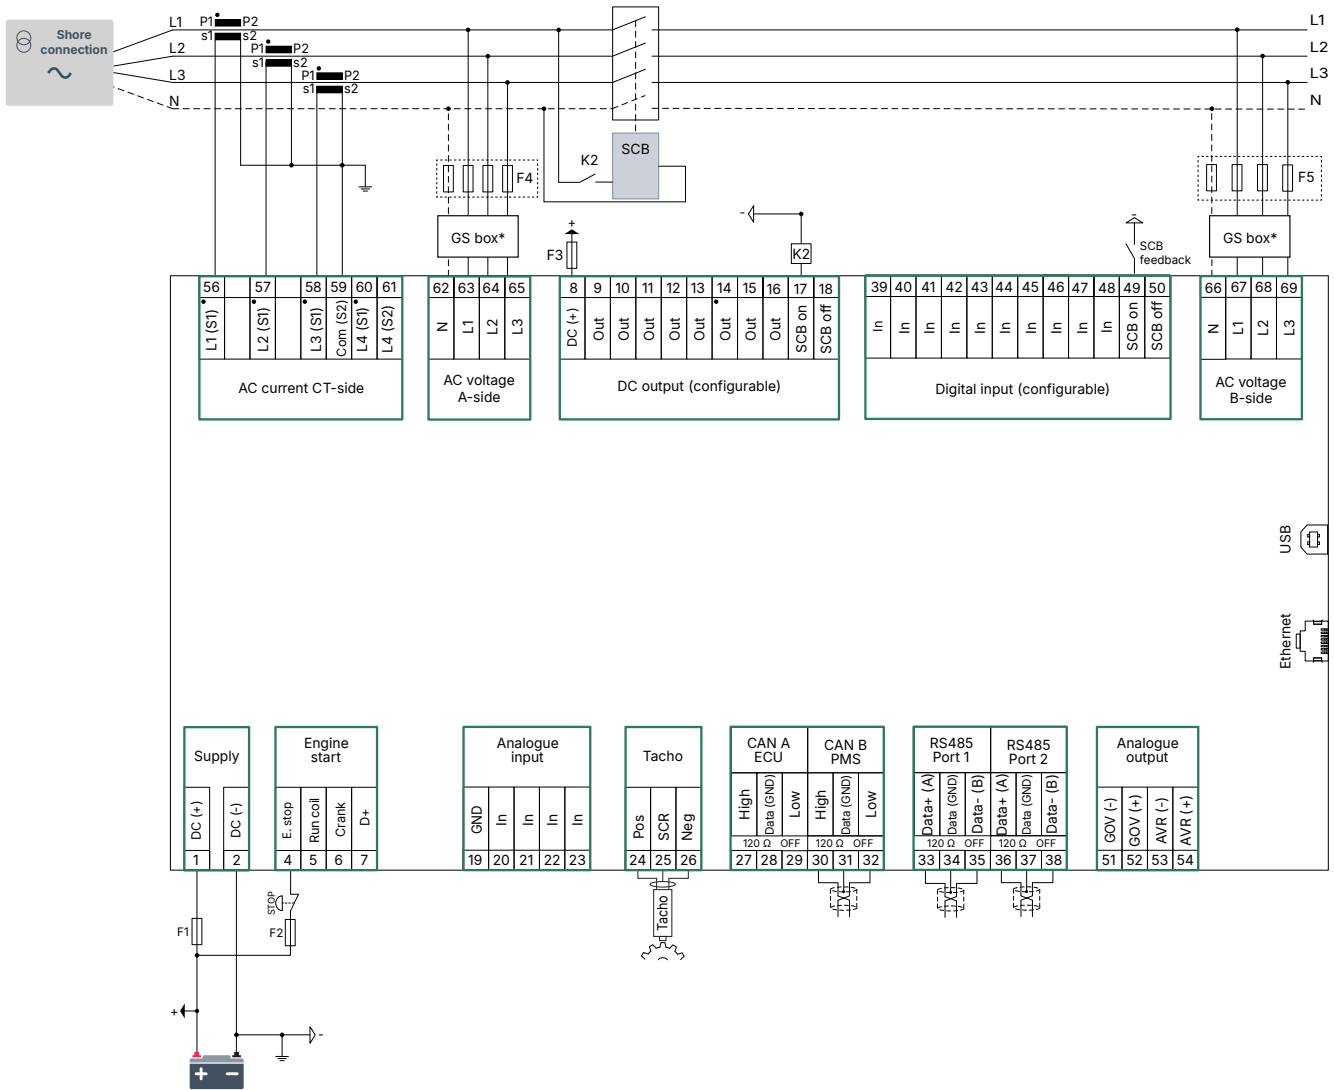 Shore
connection
L1
L2
L3
N
P1 P2
s1 s2
P1 P2
s1 s2
P1 P2
s1 s2
L1
L2
L3
N
SCB
K2
F4
F5
GS box*
GS box*
F3
+
-
K2
-
SCB
feedback
56 57 58 59 60 61
L1 (S1)
L2 (S1)
L3 (S1)
Com (S2)
L4 (S1)
L4 (S2)
AC current CT-side
62 63 64 65
N
L1
L2
L3
AC voltage
A-side
8 9 10 11 12 13 14 15 16 17 18
DC (+)
Out
Out
Out
Out
Out
Out
Out
Out
SCB on
SCB off
DC output (configurable)
39 40 41 42 43 44 45 46 47 48 49 50
In
In
In
In
In
In
In
In
In
In
SCB on
SCB off
Digital input (configurable)
66 67 68 69
N
L1
L2
L3
AC voltage
B-side
USB
Ethernet
Supply
DC (+)
DC (-)
1 2
Engine
start
E. stop
Run coil
Crank
D+
4 5 6 7
Analogue
input
GND
In
In
In
In
19 20 21 22 23
Tacho
Pos
SCR
Neg
24 25 26
CAN A
ECU
High
Data (GND)
Low
120 Ω OFF
27 28 29
CAN B
PMS
High
Data (GND)
Low
120 Ω OFF
30 31 32
RS485
Port 1
Data+ (A)
Data (GND)
Data- (B)
120 Ω OFF
33 34 35
RS485
Port 2
Data+ (A)
Data (GND)
Data- (B)
120 Ω OFF
36 37 38
Analogue
output
GOV (-)
GOV (+)
AVR (-)
AVR (+)
51 52 53 54
STOP
F1
F2
Tacho
+
-
+ −